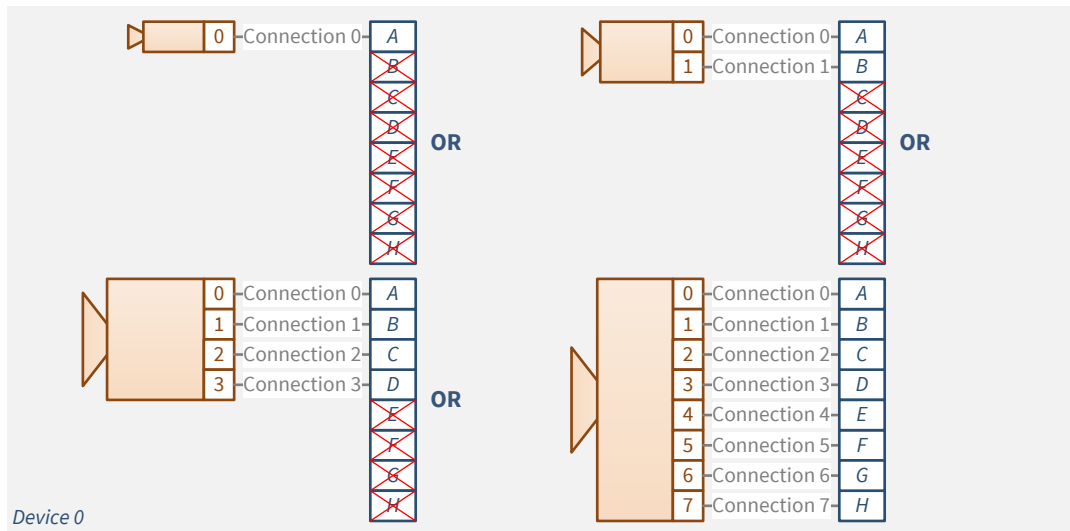 0 Connection 0 A
B
C
D
E
F
G
H
OR
0 Connection 0 A
1 Connection 1 B
C
D
E
F
G
H
OR
0 Connection 0 A
1 Connection 1 B
2 Connection 2 C
3 Connection 3 D
E
F
G
H
OR
0 Connection 0 A
1 Connection 1 B
2 Connection 2 C
3 Connection 3 D
4 Connection 4 E
5 Connection 5 F
6 Connection 6 G
7 Connection 7 H
Device 0